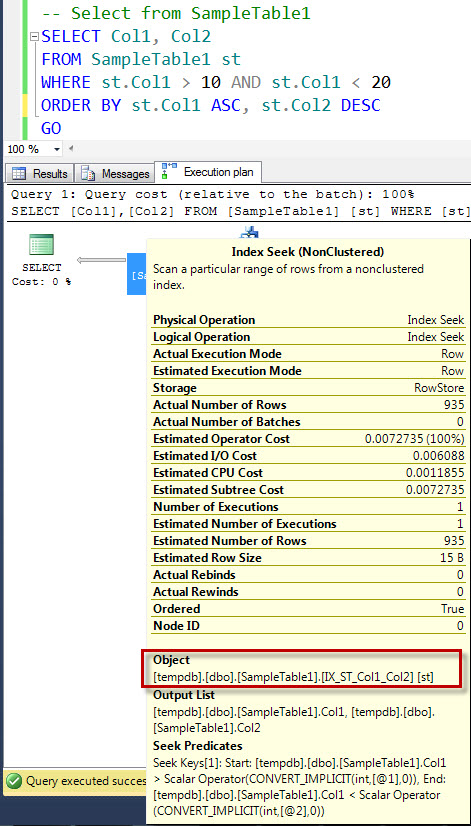 -- Select from SampleTable1
SELECT Col1, Col2
FROM SampleTable1 st
WHERE st.Col1 > 10 AND st.Col1 < 20
ORDER BY st.Col1 ASC, st.Col2 DESC
GO
100 %
Results Messages Execution plan
Query 1: Query cost (relative to the batch): 100%
SELECT [Col1],[Col2] FROM [SampleTable1] [st] WHERE [st]
SELECT
Cost: 0 %
[Sa
Index Seek (NonClustered)
Scan a particular range of rows from a nonclustered
index.
Physical Operation Index Seek
Logical Operation Index Seek
Actual Execution Mode Row
Estimated Execution Mode Row
Storage RowStore
Actual Number of Rows 935
Actual Number of Batches 0
Estimated Operator Cost 0.0072735 (100%)
Estimated I/O Cost 0.006088
Estimated CPU Cost 0.0011855
Estimated Subtree Cost 0.0072735
Number of Executions 1
Estimated Number of Executions 1
Estimated Number of Rows 935
Estimated Row Size 15 B
Actual Rebinds 0
Actual Rewinds 0
Ordered True
Node ID 0
Object
[tempdb].[dbo].[SampleTable1].[IX_ST_Col1_Col2] [st]
Output List
[tempdb].[dbo].[SampleTable1].Col1, [tempdb].[dbo].
[SampleTable1].Col2
Seek Predicates
Seek Keys[1]: Start: [tempdb].[dbo].[SampleTable1].Col1
> Scalar Operator(CONVERT_IMPLICIT(int,[@1],0)), End:
[tempdb].[dbo].[SampleTable1].Col1 < Scalar Operator
(CONVERT_IMPLICIT(int,[@2],0))
Query executed succes